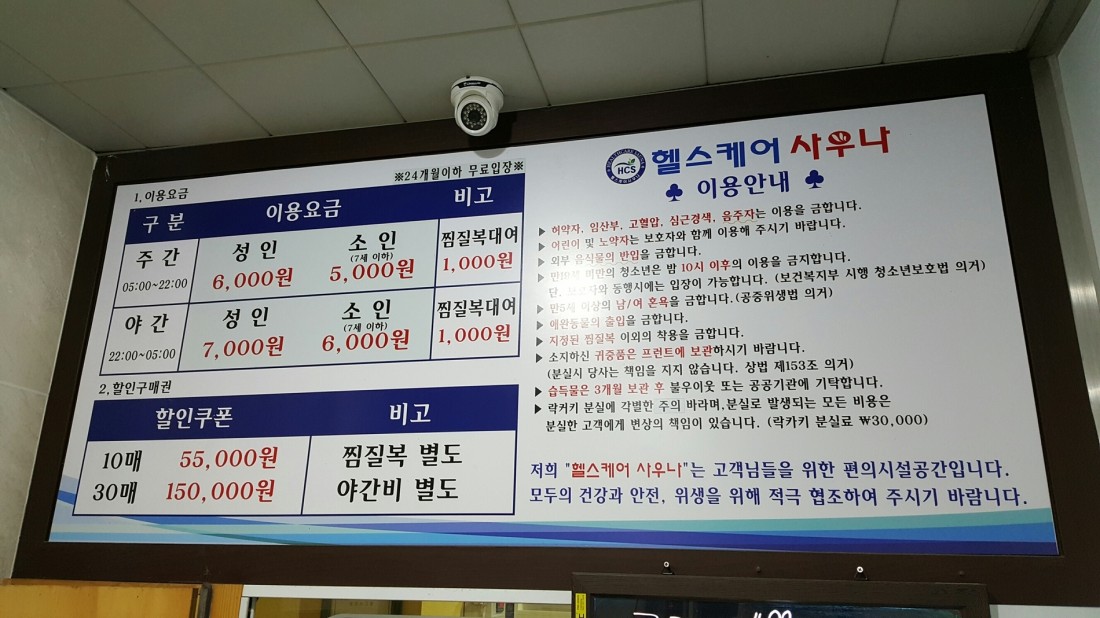 ※24개월이하 무료입장※
1, 이용요금
구 분 이용요금 비고
주 간 성 인 소 인 찜질복대여
(7세 이하)
05:00~22:00 6,000원 5,000원 1,000원
야 간 성 인 소 인 찜질복대여
(7세 이하)
22:00~05:00 7,000원 6,000원 1,000원
2, 할인구매권
할인쿠폰 비고
10매 55,000원 찜질복 별도
30매 150,000원 야간비 별도
HCS 헬스케어 사우나
♣ 이용안내 ♣
▶ 허약자, 임산부, 고혈압, 심근경색, 음주자는 이용을 금합니다.
▶ 어린이 및 노약자는 보호자와 함께 이용해 주시기 바랍니다.
▶ 외부 음식물의 반입을 금합니다.
▶ 미만의 청소년은 밤 10시 이후의 이용을 금지합니다.
단, 동행시에는 입장이 가능합니다. (보건복지부 시행 청소년보호법 의거)
▶ 만5세 이상의 남/여 혼욕을 금합니다.(공중위생법 의거)
▶ 애완동물의 출입을 금합니다.
▶ 지정된 찜질복 이외의 착용을 금합니다.
▶ 소지하신 귀중품은 프런트에 보관하시기 바랍니다.
(분실시 당사는 책임을 지지 않습니다. 상법 제153조 의거)
▶ 습득물은 3개월 보관 후 불우이웃 또는 공공기관에 기탁합니다.
▶ 락커키 분실에 각별한 주의 바라며,분실로 발생되는 모든 비용은
분실한 고객에게 변상의 책임이 있습니다. (락카키 분실료 ₩30,000)
저희 "헬스케어 사우나"는 고객님들을 위한 편의시설공간입니다.
모두의 건강과 안전, 위생을 위해 적극 협조하여 주시기 바랍니다.